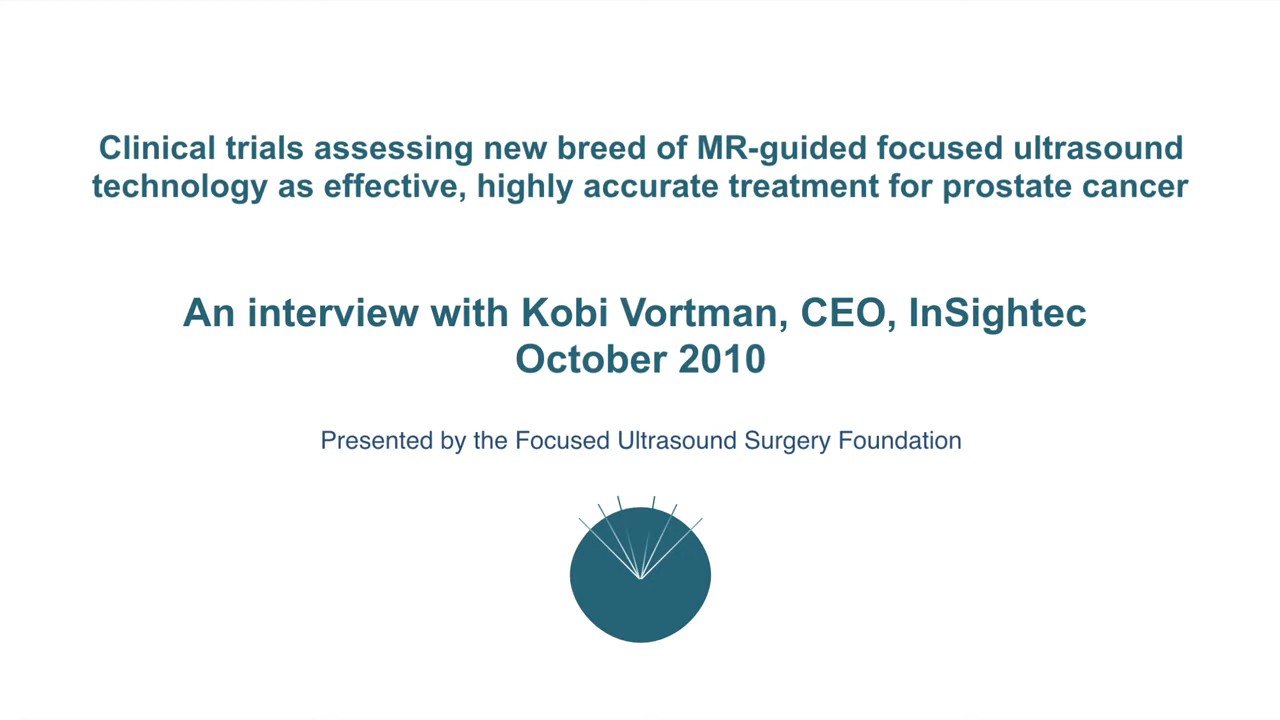 Clinical trials assessing new breed of MR-guided focused ultrasound
technology as effective, highly accurate treatment for prostate cancer
An interview with Kobi Vortman, CEO, InSightec
October 2010
Presented by the Focused Ultrasound Surgery Foundation